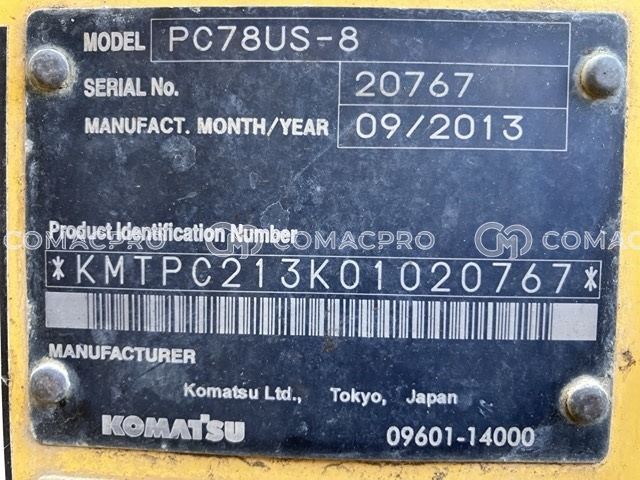 MODEL PC78US-8
SERIAL No. 20767
MANUFACT. MONTH/YEAR 09/2013
Product Identification Number
COMACPRO CM COMACPRO
*KMTPC213K01020767*
MANUFACTURER
Komatsu Ltd., Tokyo, Japan
KOMATSU 09601-14000